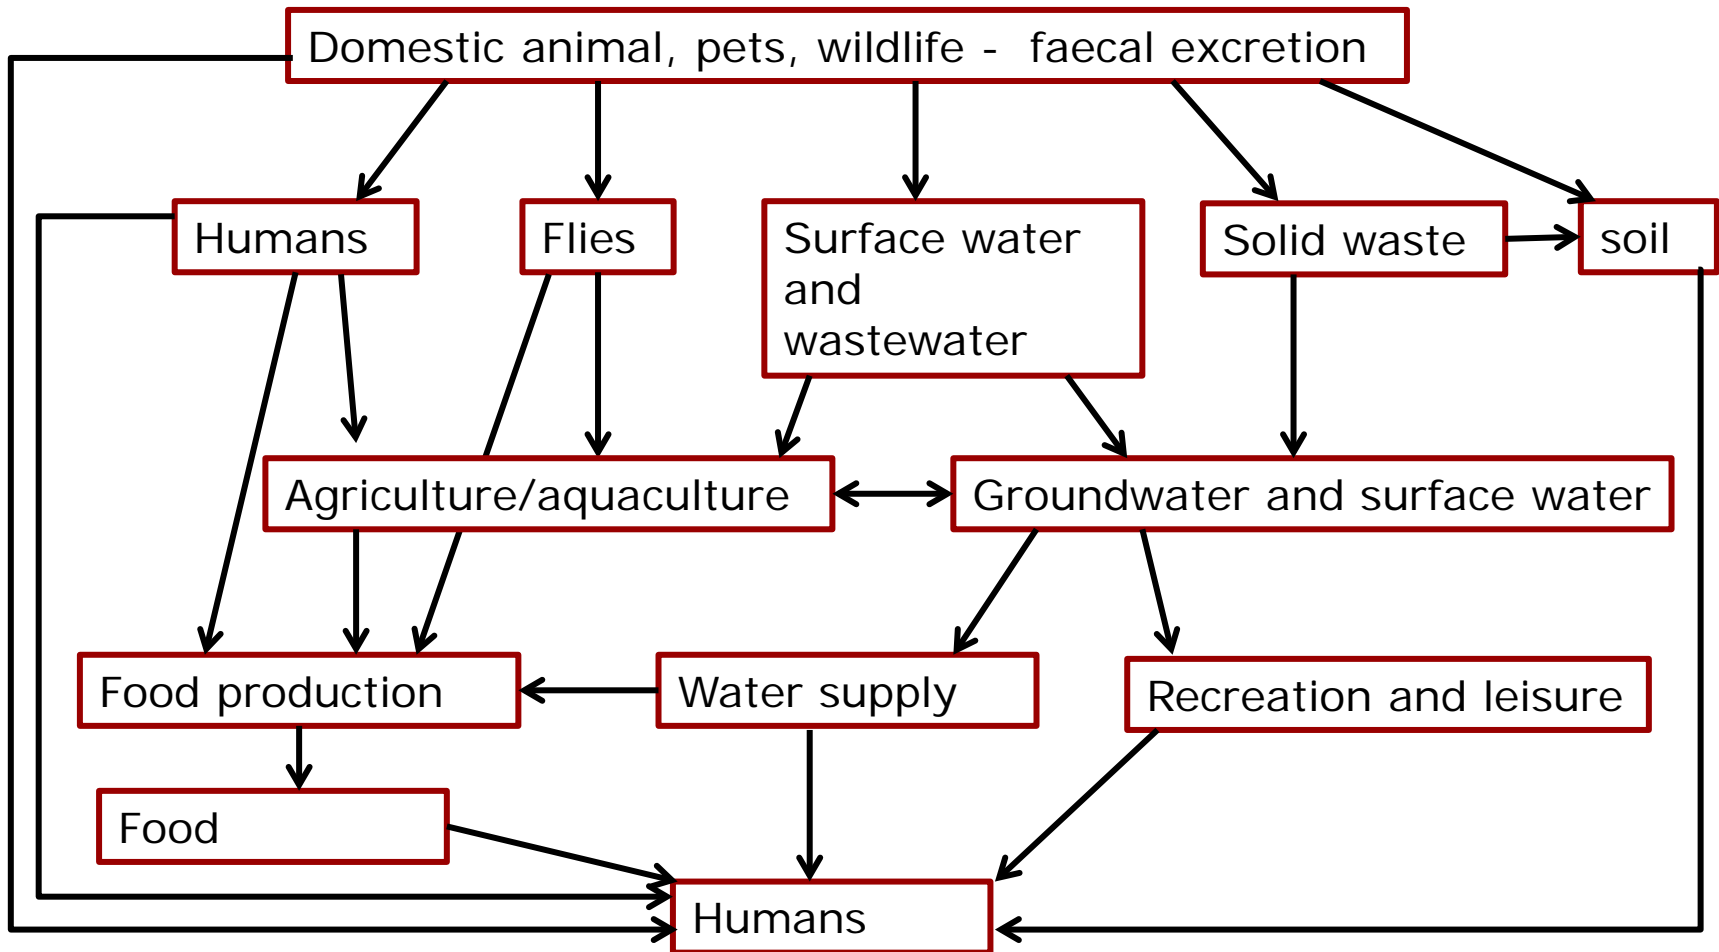 Domestic animal, pets, wildlife - faecal excretion
Humans
Flies
Surface water
and
wastewater
Solid waste
soil
Agriculture/aquaculture
Groundwater and surface water
Food production
Water supply
Recreation and leisure
Food
Humans